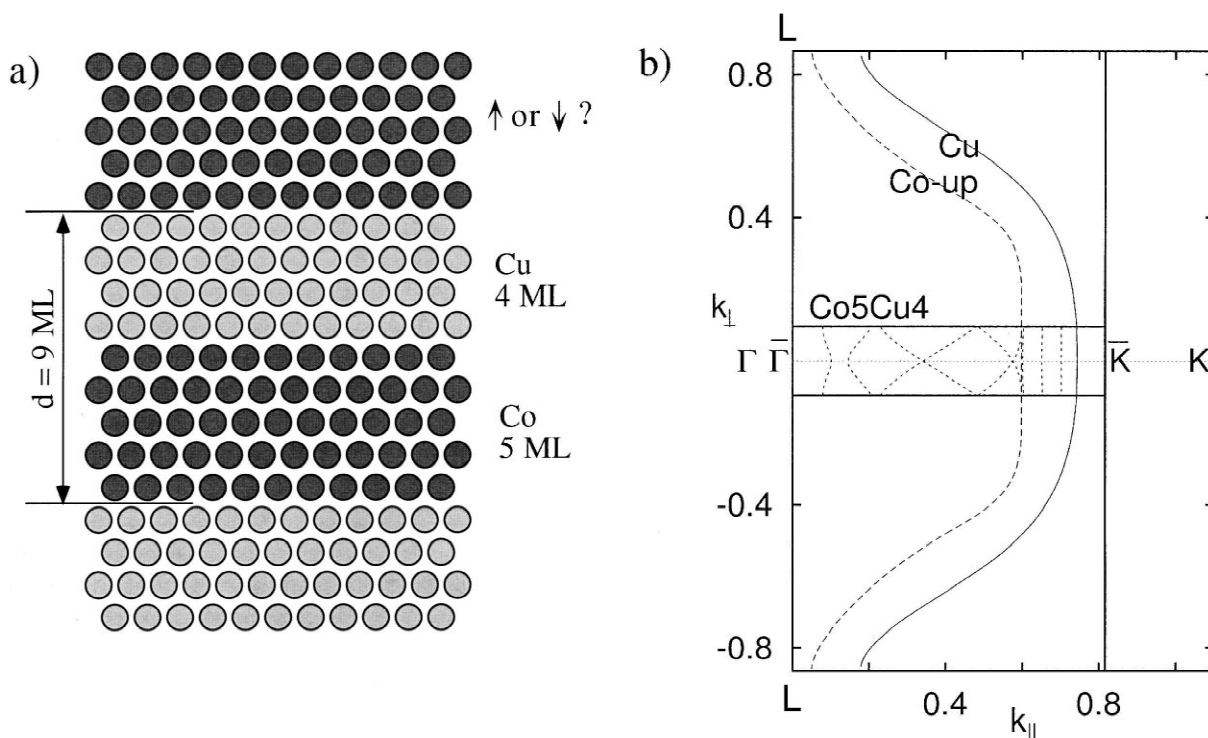 a)
↑ or ↓ ?
Cu
4 ML
d = 9 ML
Co
5 ML
b)
L
0.8
Cu
Co-up
0.4
Co5Cu4
k⊥
Γ Γ̅
K̅
K
-0.4
-0.8
L
0.4
0.8
k||